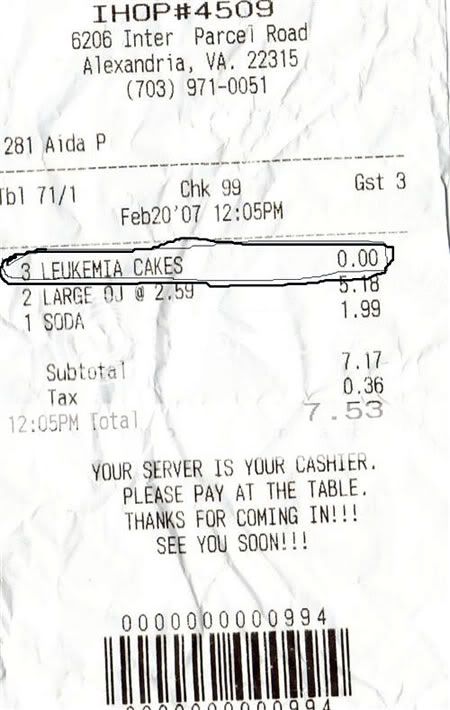 IHOP#4509
6206 Inter Parcel Road
Alexandria, VA. 22315
(703) 971-0051
281 Aida P
Tbl 71/1 Chk 99 Gst 3
Feb20'07 12:05PM
3 LEUKEMIA CAKES 0.00
2 LARGE OJ @ 2.59 5.18
1 SODA 1.99
Subtotal 7.17
Tax 0.36
12:05PM Total 7.53
YOUR SERVER IS YOUR CASHIER.
PLEASE PAY AT THE TABLE.
THANKS FOR COMING IN!!!
SEE YOU SOON!!!
0000000000994
0000000000994